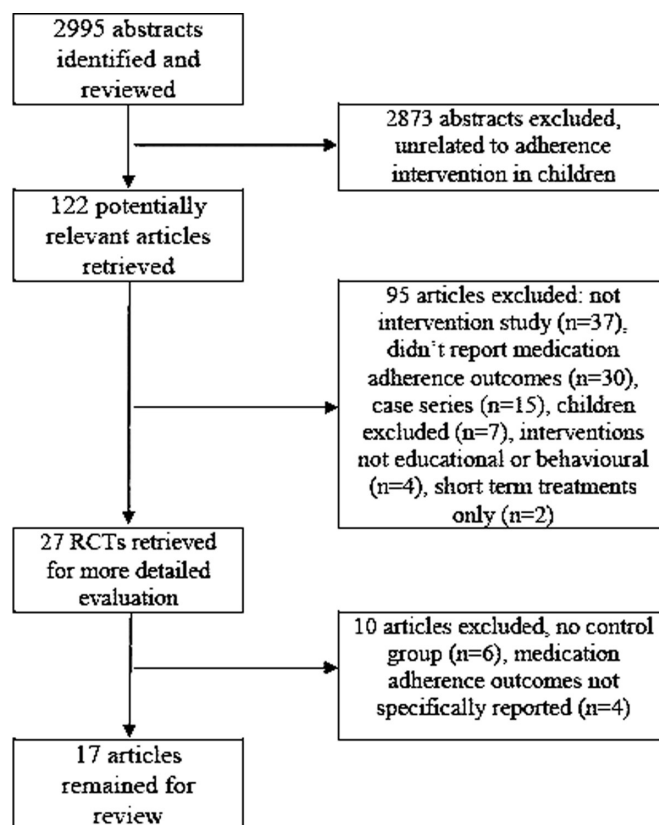 2995 abstracts
identified and
reviewed
2873 abstracts excluded,
unrelated to adherence
intervention in children
122 potentially
relevant articles
retrieved
95 articles excluded: not
intervention study (n=37),
didn't report medication
adherence outcomes (n=30),
case series (n=15), children
excluded (n=7), interventions
not educational or behavioural
(n=4), short term treatments
only (n=2)
27 RCTs retrieved
for more detailed
evaluation
10 articles excluded, no control
group (n=6), medication
adherence outcomes not
specifically reported (n=4)
17 articles
remained for
review